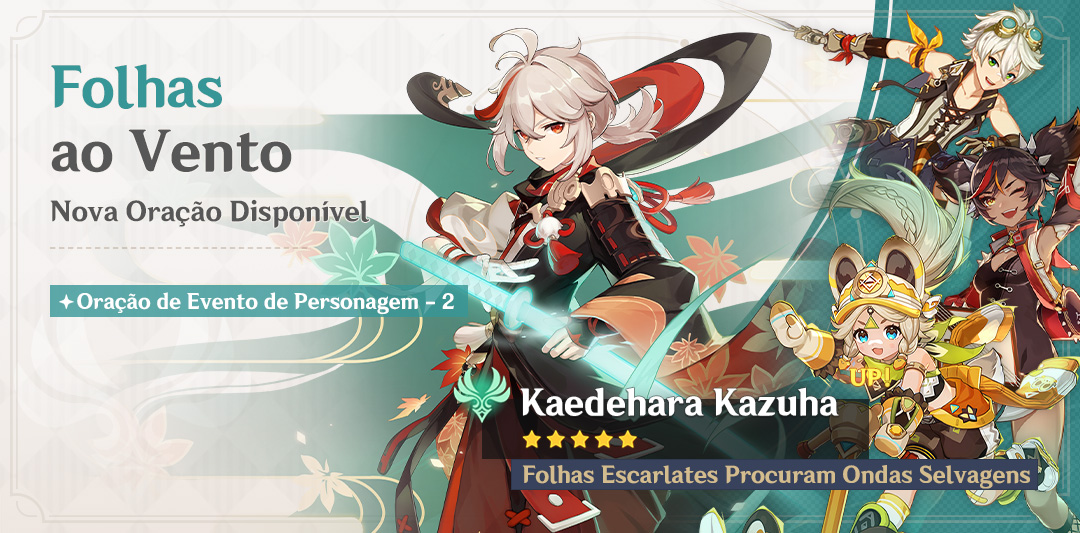 Folhas
ao Vento
Nova Oração Disponível
Oração de Evento de Personagem - 2
UP!
Kaedehara Kazuha
Folhas Escarlates Procuram Ondas Selvagens